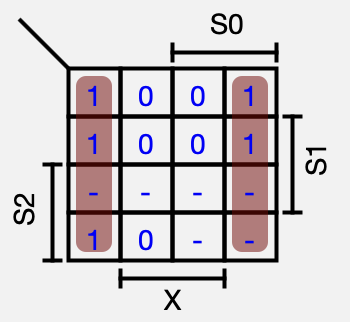 S0
1 0 0 1
1 0 0 1
- - - -
1 0 - -
S1
S2
X